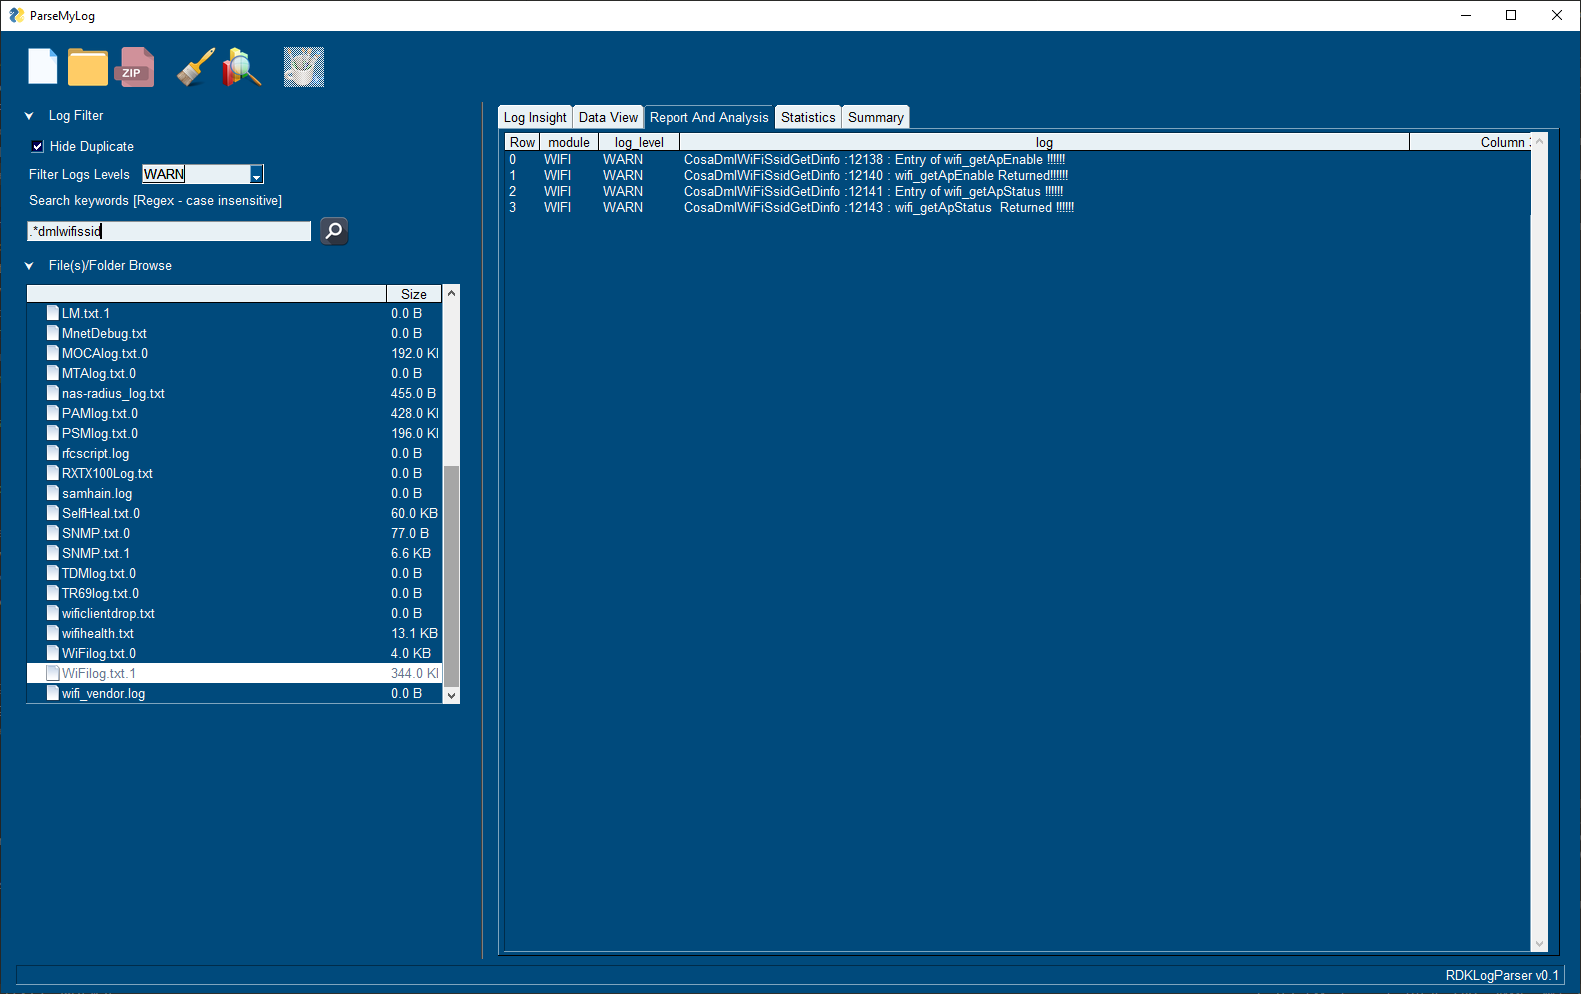 ParseMyLog
ZIP
Log Filter
Hide Duplicate
Filter Logs Levels WARN
Search keywords [Regex - case insensitive]
.*dmlwifissid
File(s)/Folder Browse
Size
LM.txt.1 0.0 B
MnetDebug.txt 0.0 B
MOCAlog.txt.0 192.0 KI
MTAlog.txt.0 0.0 B
nas-radius_log.txt 455.0 B
PAMlog.txt.0 428.0 KI
PSMlog.txt.0 196.0 KI
rfcscript.log 0.0 B
RXTX100Log.txt 0.0 B
samhain.log 0.0 B
SelfHeal.txt.0 60.0 KB
SNMP.txt.0 77.0 B
SNMP.txt.1 6.6 KB
TDMlog.txt.0 0.0 B
TR69log.txt.0 0.0 B
wificlientdrop.txt 0.0 B
wifihealth.txt 13.1 KB
WiFilog.txt.0 4.0 KB
WiFilog.txt.1 344.0 KI
wifi_vendor.log 0.0 B
Log Insight Data View Report And Analysis Statistics Summary
Row module log_level log Column
0 WIFI WARN CosaDmlWiFiSsidGetDinfo :12138 : Entry of wifi_getApEnable !!!!!!
1 WIFI WARN CosaDmlWiFiSsidGetDinfo :12140 : wifi_getApEnable Returned!!!!!!
2 WIFI WARN CosaDmlWiFiSsidGetDinfo :12141 : Entry of wifi_getApStatus !!!!!!
3 WIFI WARN CosaDmlWiFiSsidGetDinfo :12143 : wifi_getApStatus  Returned !!!!!!
RDKLogParser v0.1